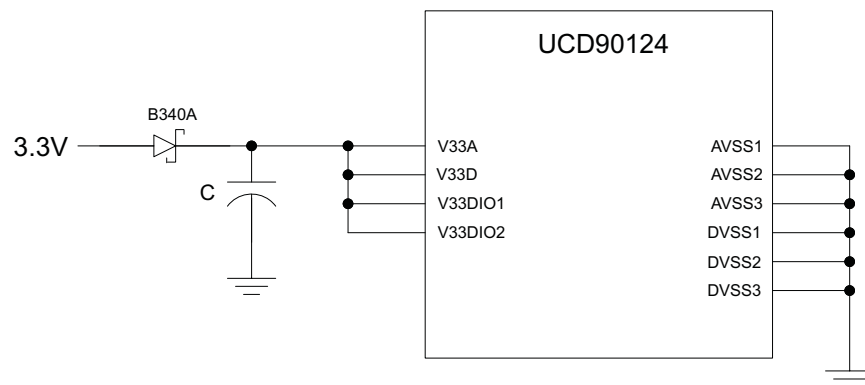 UCD90124
B340A
3.3V
C
V33A
V33D
V33DIO1
V33DIO2
AVSS1
AVSS2
AVSS3
DVSS1
DVSS2
DVSS3